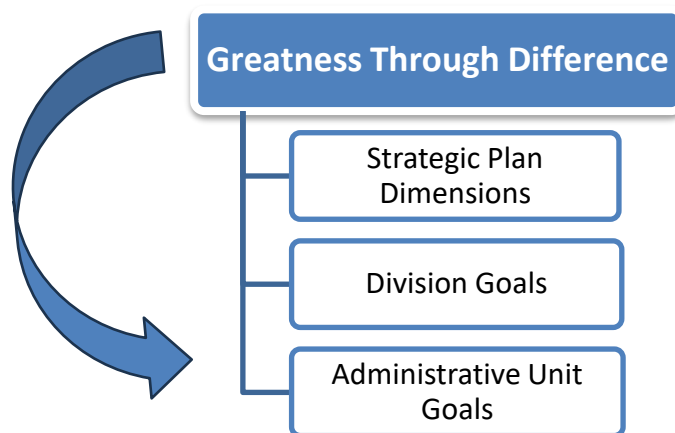 Greatness Through Difference
Strategic Plan
Dimensions
Division Goals
Administrative Unit
Goals